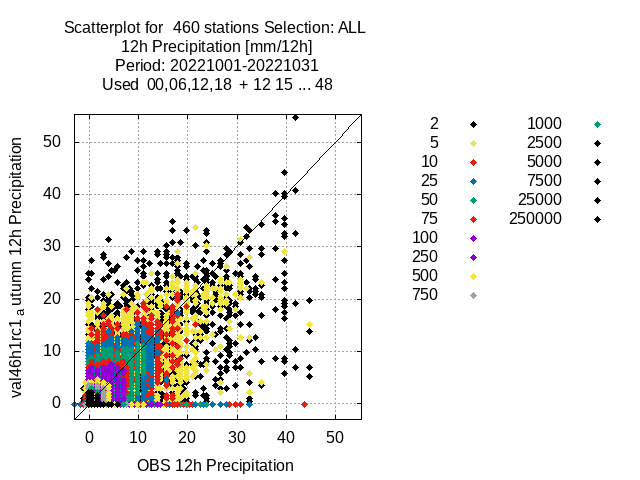 Scatterplot for  460 stations Selection: ALL
12h Precipitation [mm/12h]
Period: 20221001-20221031
Used  00,06,12,18  + 12 15 ... 48
val46h1rc1 a utumn 12h Precipitation
50
40
30
20
10
0
0 10 20 30 40 50
OBS 12h Precipitation
2 1000
5 2500
10 5000
25 7500
50 25000
75 250000
100
250
500
750